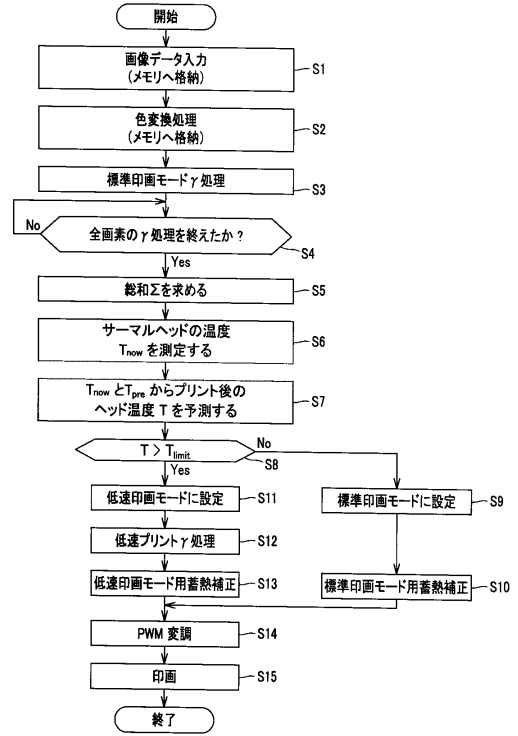 開始
画像データ入力
(メモリへ格納)
S1
色変換処理
(メモリへ格納)
S2
標準印画モードγ処理
S3
No
全画素のγ処理を終えたか?
S4
Yes
総和Σを求める
S5
サーマルヘッドの温度
Tnow を測定する
S6
TnowとTpreからプリント後の
ヘッド温度 T を予測する
S7
T > Tlimit
No
S8
Yes
低速印画モードに設定
S11
標準印画モードに設定
S9
低速プリントγ処理
S12
低速印画モード用蓄熱補正
S13
標準印画モード用蓄熱補正
S10
PWM 変調
S14
印画
S15
終了